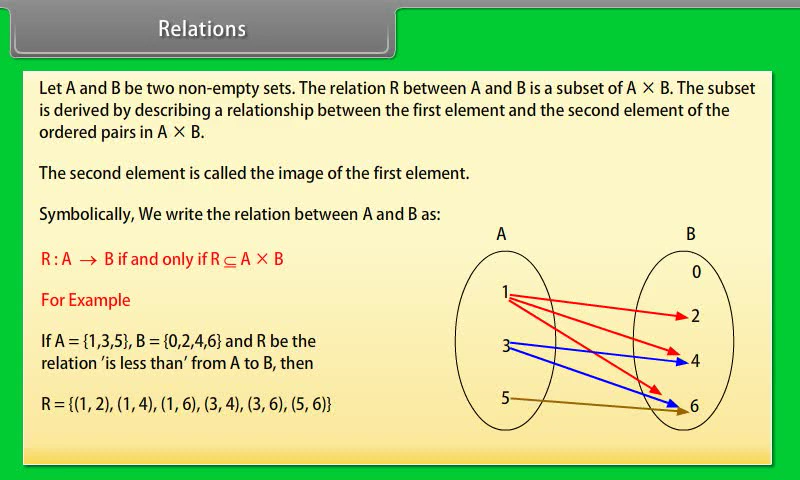 Relations
Let A and B be two non-empty sets. The relation R between A and B is a subset of A × B. The subset
is derived by describing a relationship between the first element and the second element of the
ordered pairs in A × B.
The second element is called the image of the first element.
Symbolically, We write the relation between A and B as:
R : A → B if and only if R ⊆ A × B
For Example
If A = {1,3,5}, B = {0,2,4,6} and R be the
relation 'is less than' from A to B, then
R = {(1, 2), (1, 4), (1, 6), (3, 4), (3, 6), (5, 6)}
A B
0
1
2
3
4
5
6